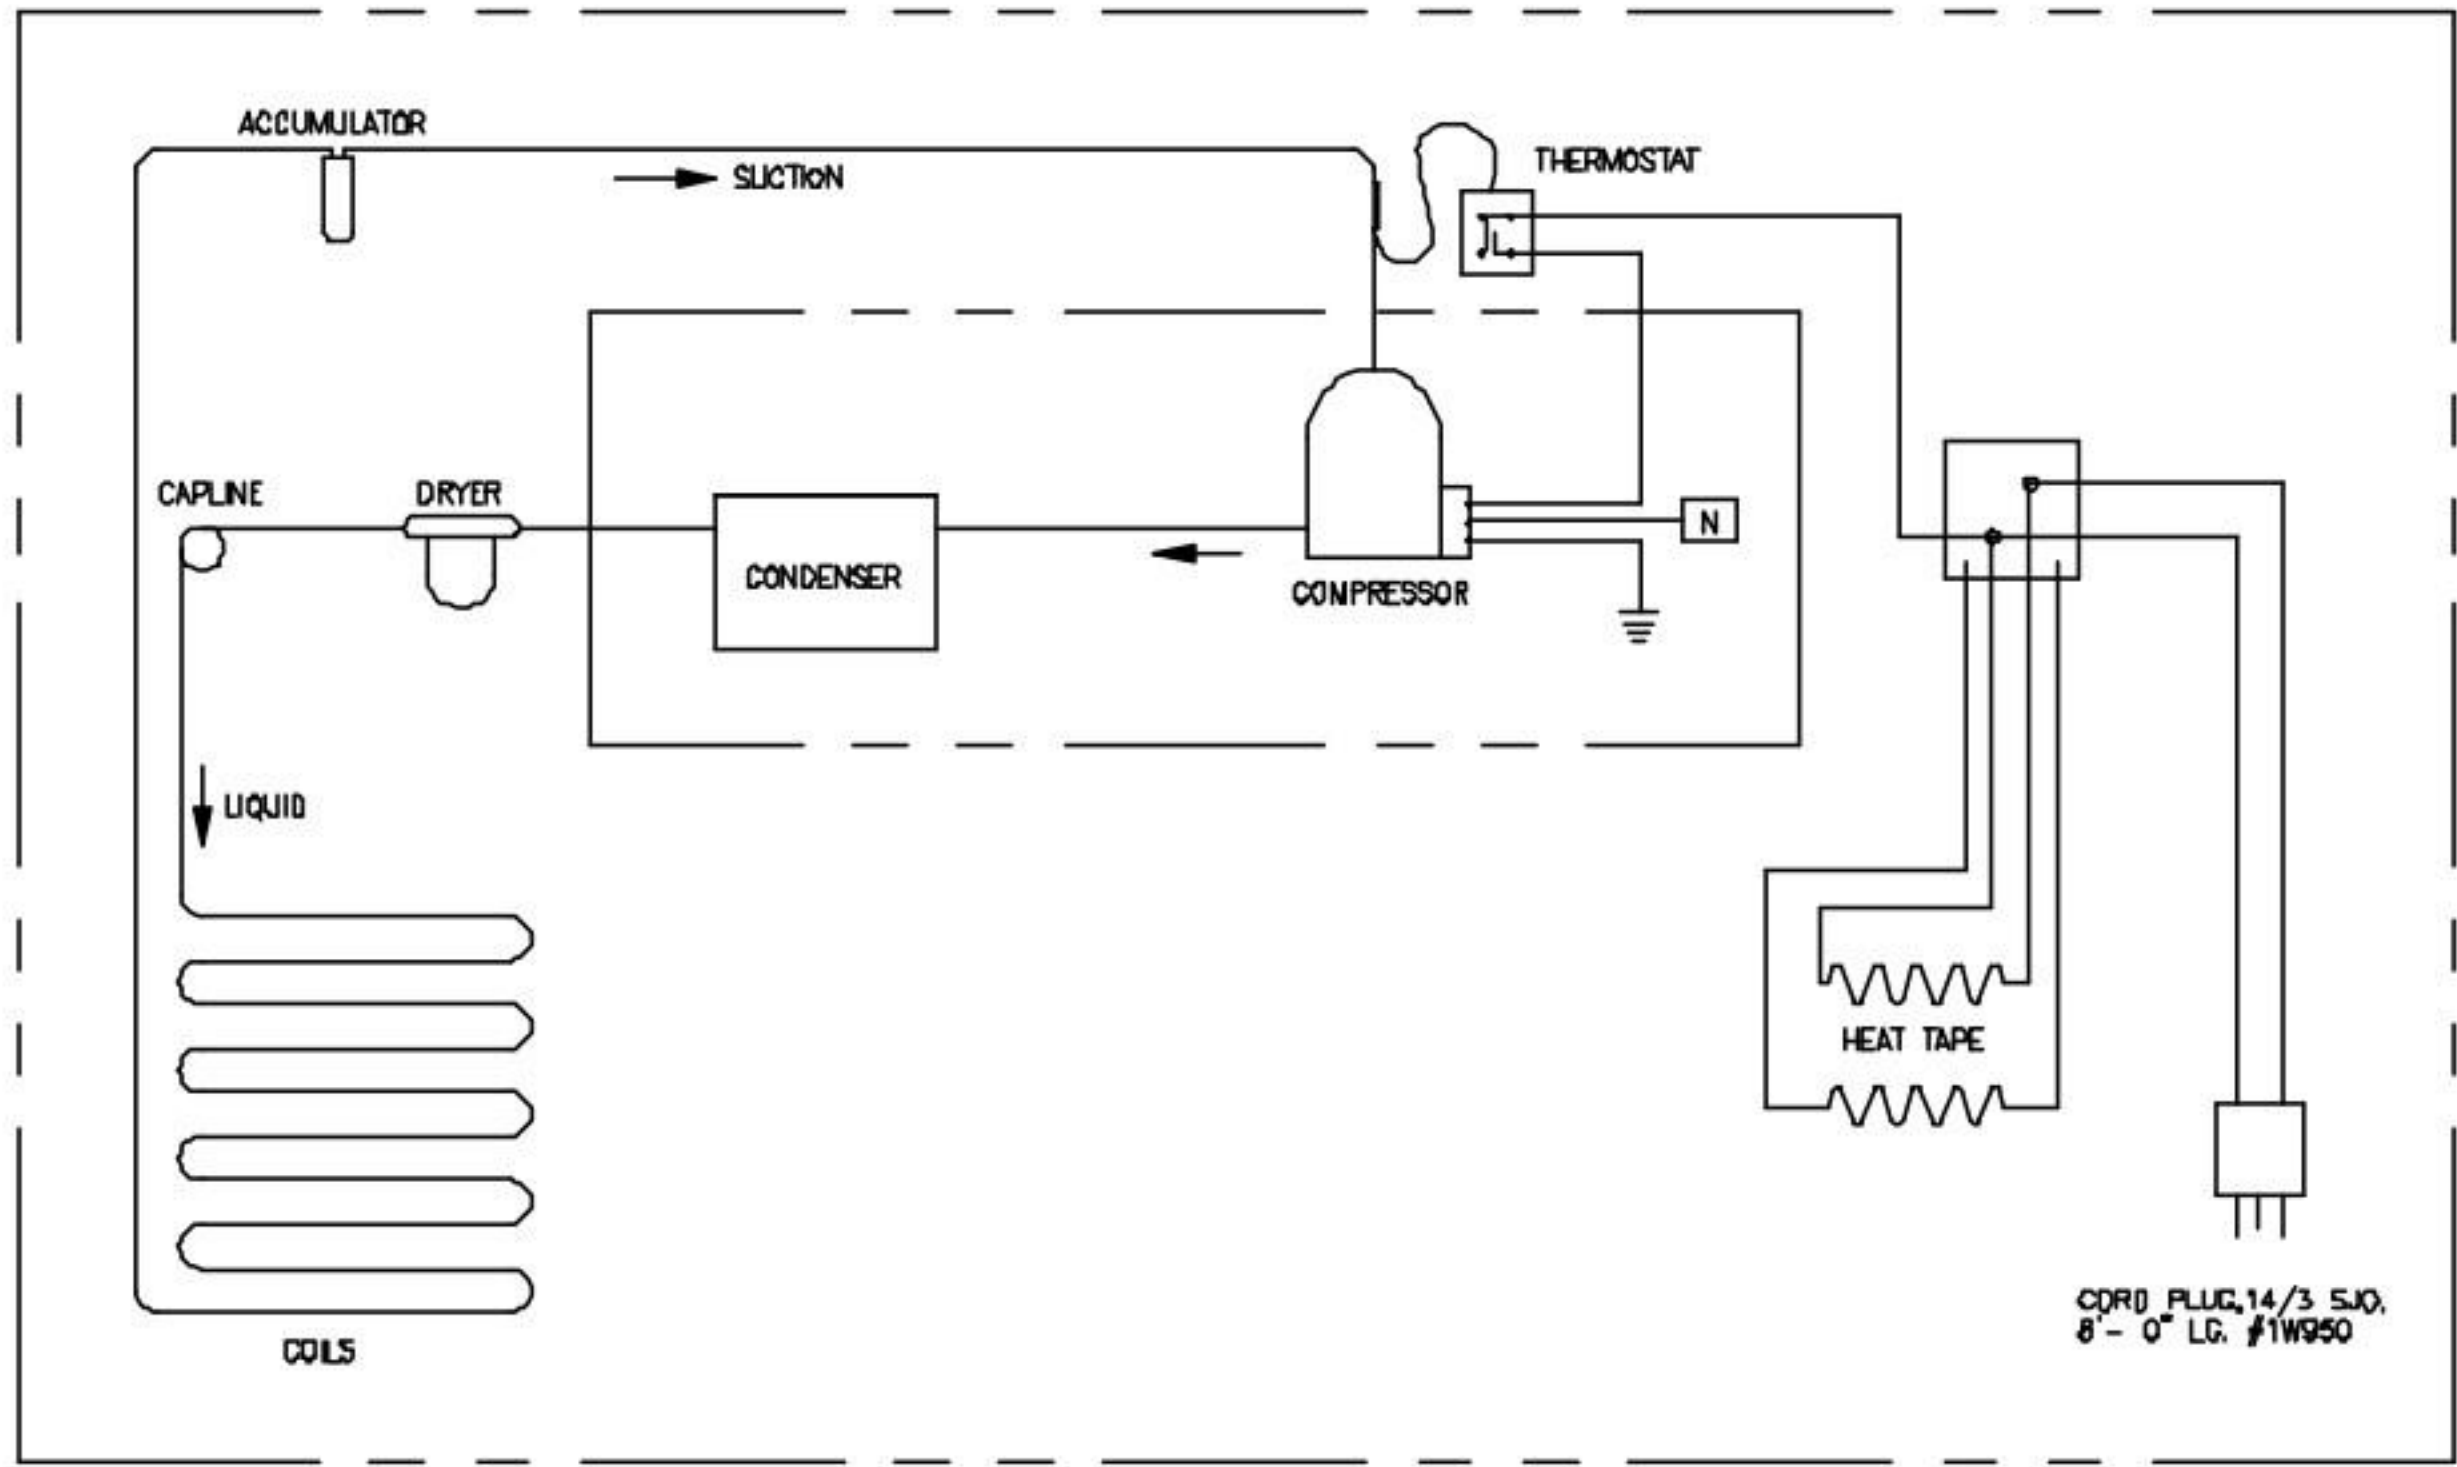 ACCUMULATOR
SUCTION
THERMOSTAT
CAPLINE
DRYER
CONDENSER
COMPRESSOR
N
LIQUID
HEAT TAPE
COILS
CORD PLUG,14/3 SJO,
8'- 0" LG. #1W950